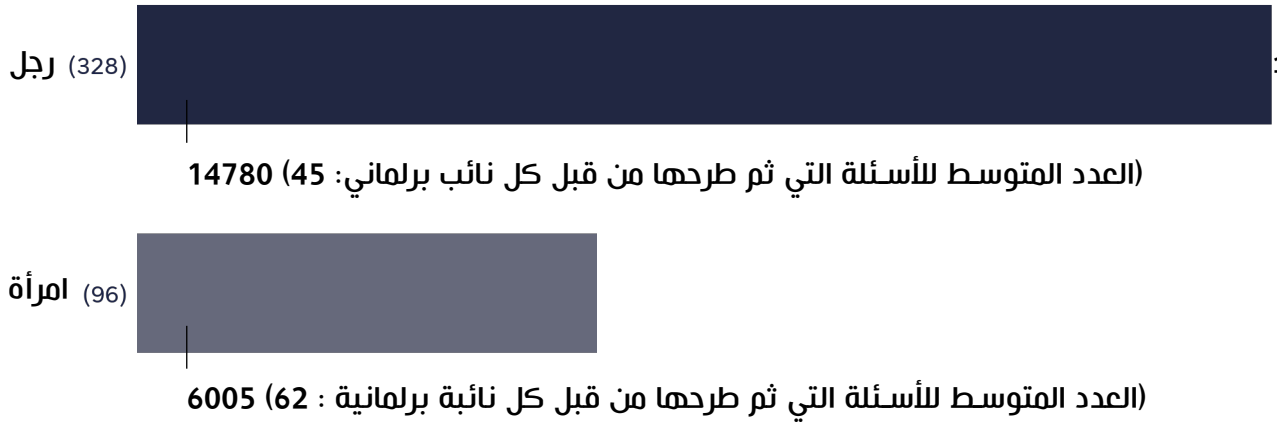 رجل (328)
14780 (العدد المتوسط للأسئلة التي ثم طرحها من قبل كل نائب برلماني: 45)
امرأة (96)
6005 (العدد المتوسط للأسئلة التي ثم طرحها من قبل كل نائبة برلمانية : 62)